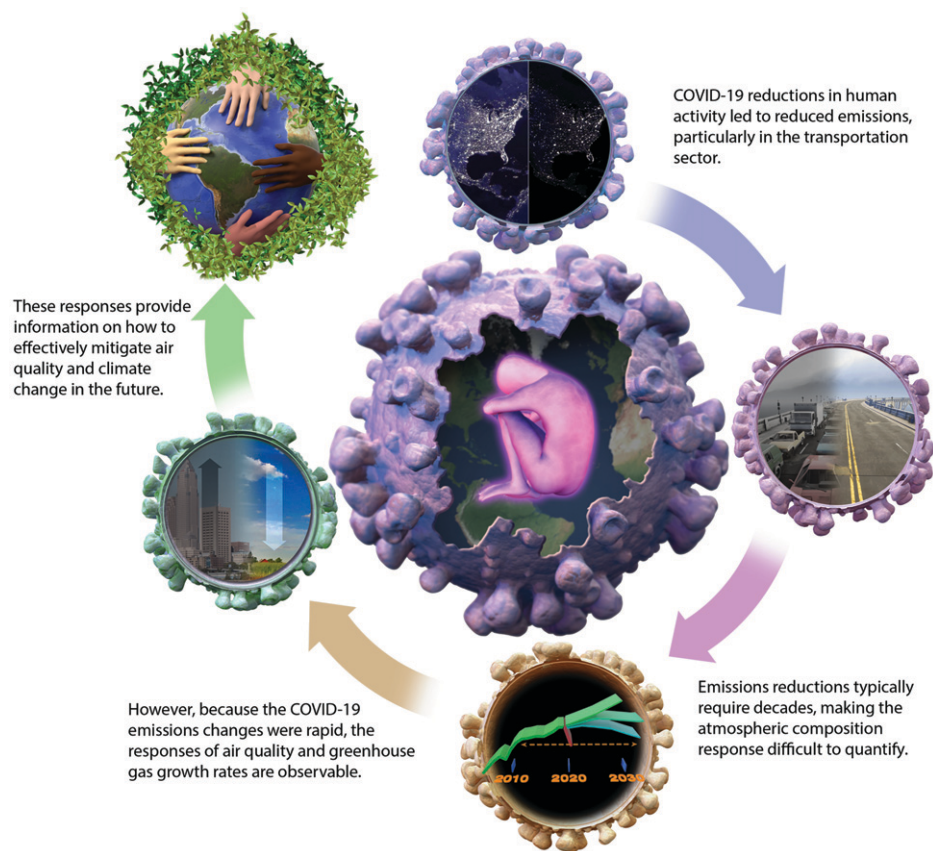 COVID-19 reductions in human
activity led to reduced emissions,
particularly in the transportation
sector.
Emissions reductions typically
require decades, making the
atmospheric composition
response difficult to quantify.
2010
2020
2030
However, because the COVID-19
emissions changes were rapid, the
responses of air quality and greenhouse
gas growth rates are observable.
These responses provide
information on how to
effectively mitigate air
quality and climate
change in the future.